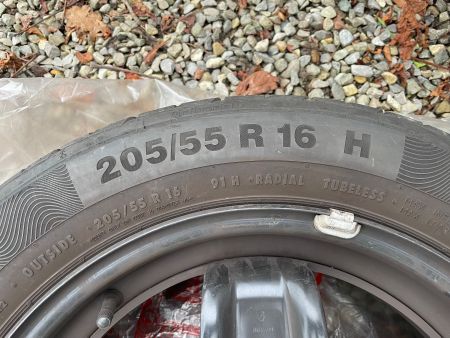 205/55 R 16 H
OUTSIDE · 205/55 R 16 91 H · RADIAL TUBELESS ·